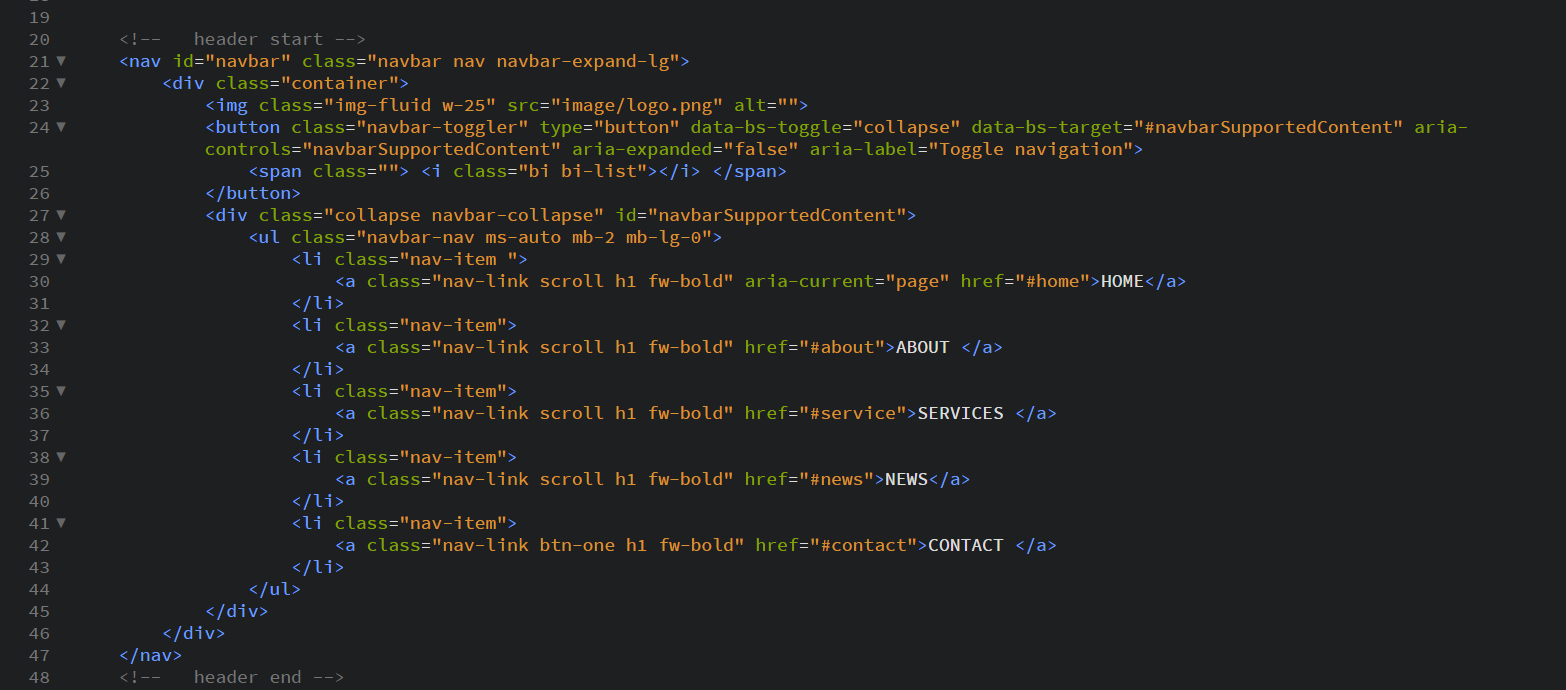 19
20 <!--   header start -->
21 <nav id="navbar" class="navbar nav navbar-expand-lg">
22 <div class="container">
23 <img class="img-fluid w-25" src="image/logo.png" alt="">
24 <button class="navbar-toggler" type="button" data-bs-toggle="collapse" data-bs-target="#navbarSupportedContent" aria-
controls="navbarSupportedContent" aria-expanded="false" aria-label="Toggle navigation">
25 <span class=""> <i class="bi bi-list"></i> </span>
26 </button>
27 <div class="collapse navbar-collapse" id="navbarSupportedContent">
28 <ul class="navbar-nav ms-auto mb-2 mb-lg-0">
29 <li class="nav-item ">
30 <a class="nav-link scroll h1 fw-bold" aria-current="page" href="#home">HOME</a>
31 </li>
32 <li class="nav-item">
33 <a class="nav-link scroll h1 fw-bold" href="#about">ABOUT </a>
34 </li>
35 <li class="nav-item">
36 <a class="nav-link scroll h1 fw-bold" href="#service">SERVICES </a>
37 </li>
38 <li class="nav-item">
39 <a class="nav-link scroll h1 fw-bold" href="#news">NEWS</a>
40 </li>
41 <li class="nav-item">
42 <a class="nav-link btn-one h1 fw-bold" href="#contact">CONTACT </a>
43 </li>
44 </ul>
45 </div>
46 </div>
47 </nav>
48 <!--   header end -->